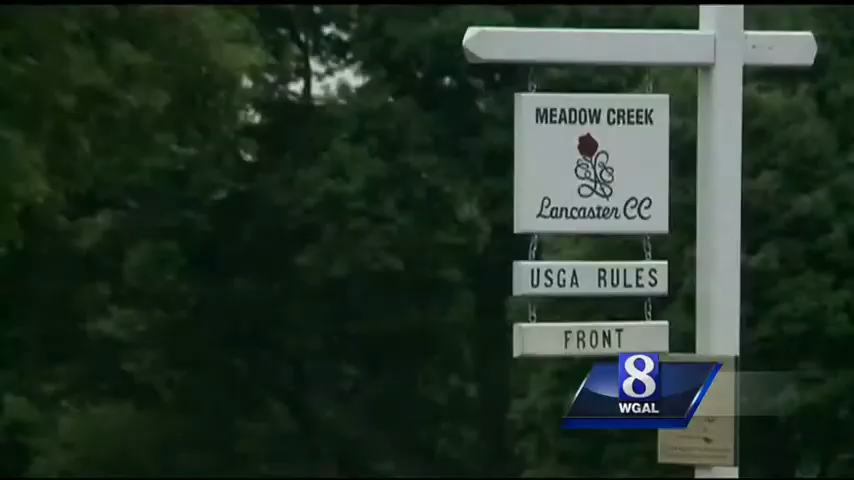 MEADOW CREEK
Lancaster CC
USGA RULES
FRONT
8
WGAL